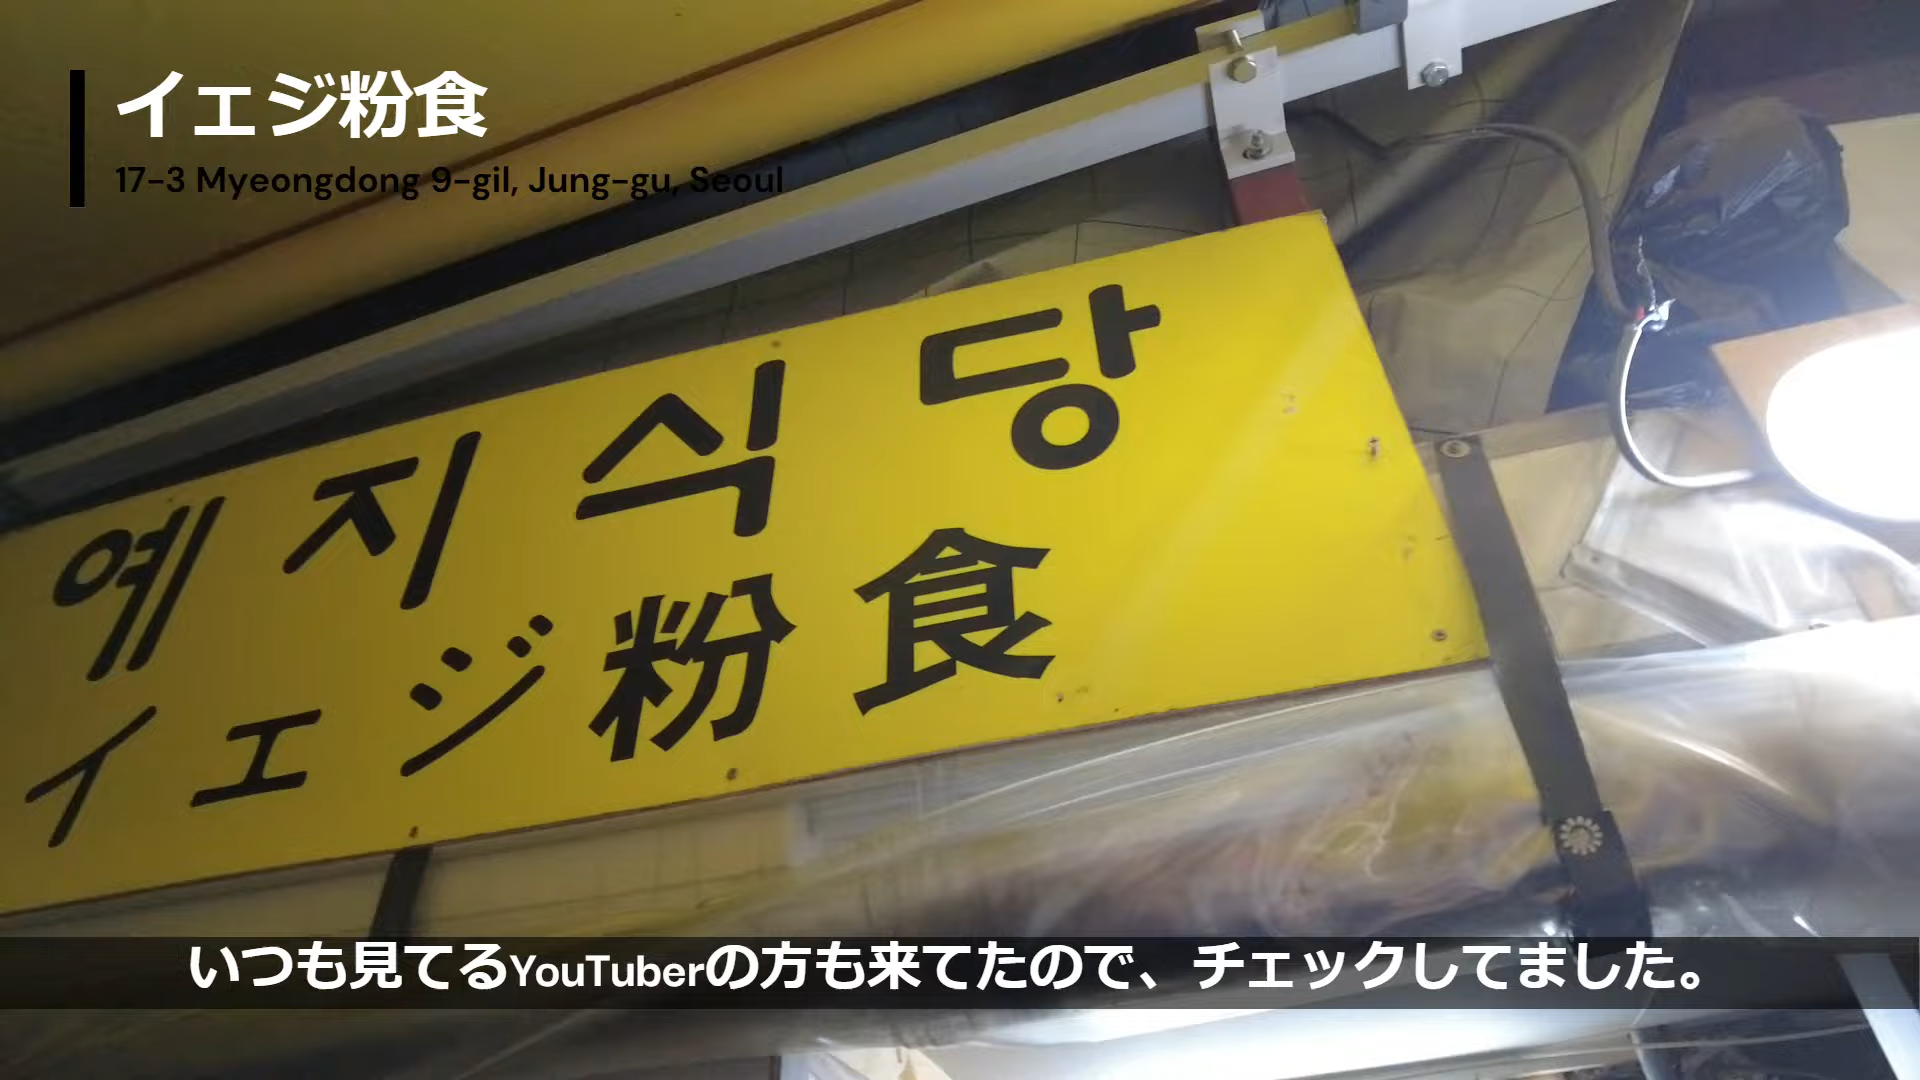 イェジ粉食
17-3 Myeongdong 9-gil, Jung-gu, Seoul
예지식당
イェジ粉食
いつも見てるYouTuberの方も来てたので、チェックしてました。